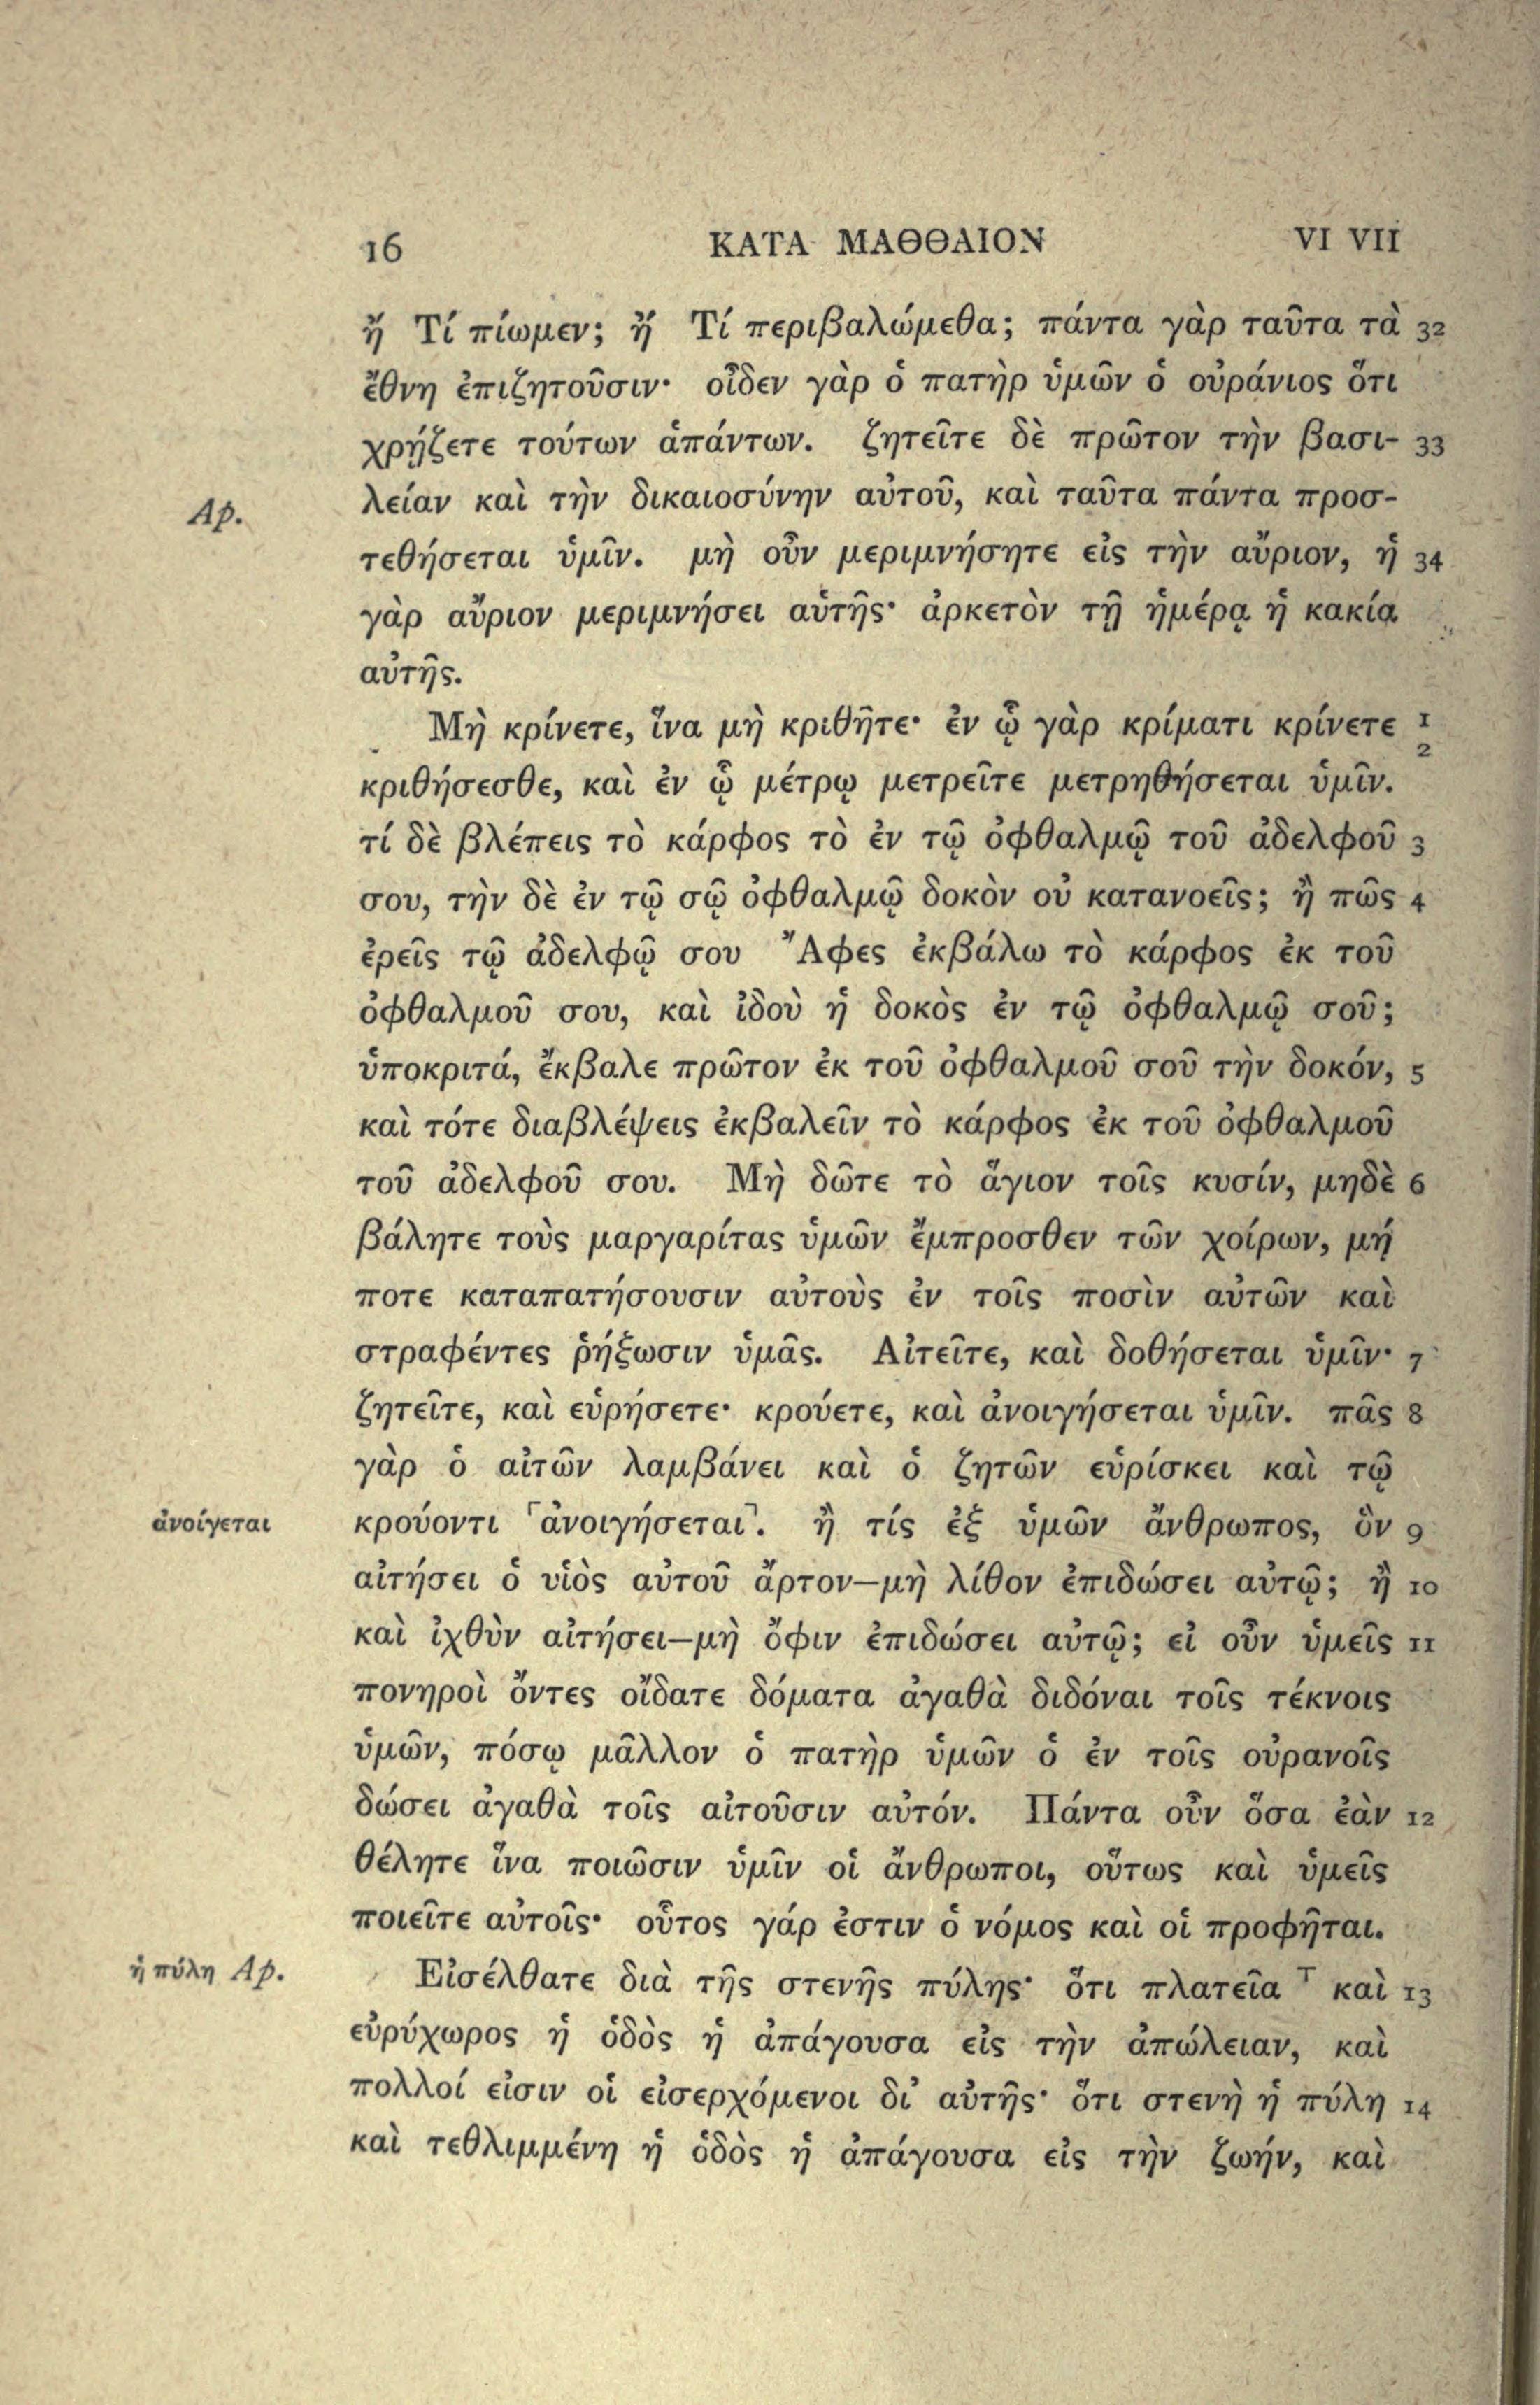 16 ΚΑΤΑ ΜΑΘΘΑΙΟΝ VI VII
ἤ Τί πίωμεν; ἤ Τί περιβαλώμεθα; πάντα γὰρ ταῦτα τὰ 32
ἔθνη ἐπιζητοῦσιν· οἶδεν γὰρ ὁ πατὴρ ὑμῶν ὁ οὐράνιος ὅτι
χρῄζετε τούτων ἁπάντων. ζητεῖτε δὲ πρῶτον τὴν βασι- 33
Ap. λείαν καὶ τὴν δικαιοσύνην αὐτοῦ, καὶ ταῦτα πάντα προσ-
τεθήσεται ὑμῖν. μὴ οὖν μεριμνήσητε εἰς τὴν αὔριον, ἡ 34
γὰρ αὔριον μεριμνήσει αὑτῆς· ἀρκετὸν τῇ ἡμέρᾳ ἡ κακία
αὐτῆς.
Μὴ κρίνετε, ἵνα μὴ κριθῆτε· ἐν ᾧ γὰρ κρίματι κρίνετε 1 2
κριθήσεσθε, καὶ ἐν ᾧ μέτρῳ μετρεῖτε μετρηθήσεται ὑμῖν.
τί δὲ βλέπεις τὸ κάρφος τὸ ἐν τῷ ὀφθαλμῷ τοῦ ἀδελφοῦ 3
σου, τὴν δὲ ἐν τῷ σῷ ὀφθαλμῷ δοκὸν οὐ κατανοεῖς; ἢ πῶς 4
ἐρεῖς τῷ ἀδελφῷ σου Ἄφες ἐκβάλω τὸ κάρφος ἐκ τοῦ
ὀφθαλμοῦ σου, καὶ ἰδοὺ ἡ δοκὸς ἐν τῷ ὀφθαλμῷ σοῦ;
ὑποκριτά, ἔκβαλε πρῶτον ἐκ τοῦ ὀφθαλμοῦ σοῦ τὴν δοκόν, 5
καὶ τότε διαβλέψεις ἐκβαλεῖν τὸ κάρφος ἐκ τοῦ ὀφθαλμοῦ
τοῦ ἀδελφοῦ σου. Μὴ δῶτε τὸ ἅγιον τοῖς κυσίν, μηδὲ 6
βάλητε τοὺς μαργαρίτας ὑμῶν ἔμπροσθεν τῶν χοίρων, μή
ποτε καταπατήσουσιν αὐτοὺς ἐν τοῖς ποσὶν αὐτῶν καὶ
στραφέντες ῥήξωσιν ὑμᾶς. Αἰτεῖτε, καὶ δοθήσεται ὑμῖν· 7
ζητεῖτε, καὶ εὑρήσετε· κρούετε, καὶ ἀνοιγήσεται ὑμῖν. πᾶς 8
γὰρ ὁ αἰτῶν λαμβάνει καὶ ὁ ζητῶν εὑρίσκει καὶ τῷ
ἀνοίγεται κρούοντι ⸢ἀνοιγήσεται⸣. ἢ τίς ἐξ ὑμῶν ἄνθρωπος, ὃν 9
αἰτήσει ὁ υἱὸς αὐτοῦ ἄρτον—μὴ λίθον ἐπιδώσει αὐτῷ; ἢ 10
καὶ ἰχθὺν αἰτήσει—μὴ ὄφιν ἐπιδώσει αὐτῷ; εἰ οὖν ὑμεῖς 11
πονηροὶ ὄντες οἴδατε δόματα ἀγαθὰ διδόναι τοῖς τέκνοις
ὑμῶν, πόσῳ μᾶλλον ὁ πατὴρ ὑμῶν ὁ ἐν τοῖς οὐρανοῖς
δώσει ἀγαθὰ τοῖς αἰτοῦσιν αὐτόν. Πάντα οὖν ὅσα ἐὰν 12
θέλητε ἵνα ποιῶσιν ὑμῖν οἱ ἄνθρωποι, οὕτως καὶ ὑμεῖς
ποιεῖτε αὐτοῖς· οὗτος γάρ ἐστιν ὁ νόμος καὶ οἱ προφῆται.
ἡ πύλη Ap. Εἰσέλθατε διὰ τῆς στενῆς πύλης· ὅτι πλατεῖα ⸆ καὶ 13
εὐρύχωρος ἡ ὁδὸς ἡ ἀπάγουσα εἰς τὴν ἀπώλειαν, καὶ
πολλοί εἰσιν οἱ εἰσερχόμενοι δι᾽ αὐτῆς· ὅτι στενὴ ἡ πύλη 14
καὶ τεθλιμμένη ἡ ὁδὸς ἡ ἀπάγουσα εἰς τὴν ζωήν, καὶ